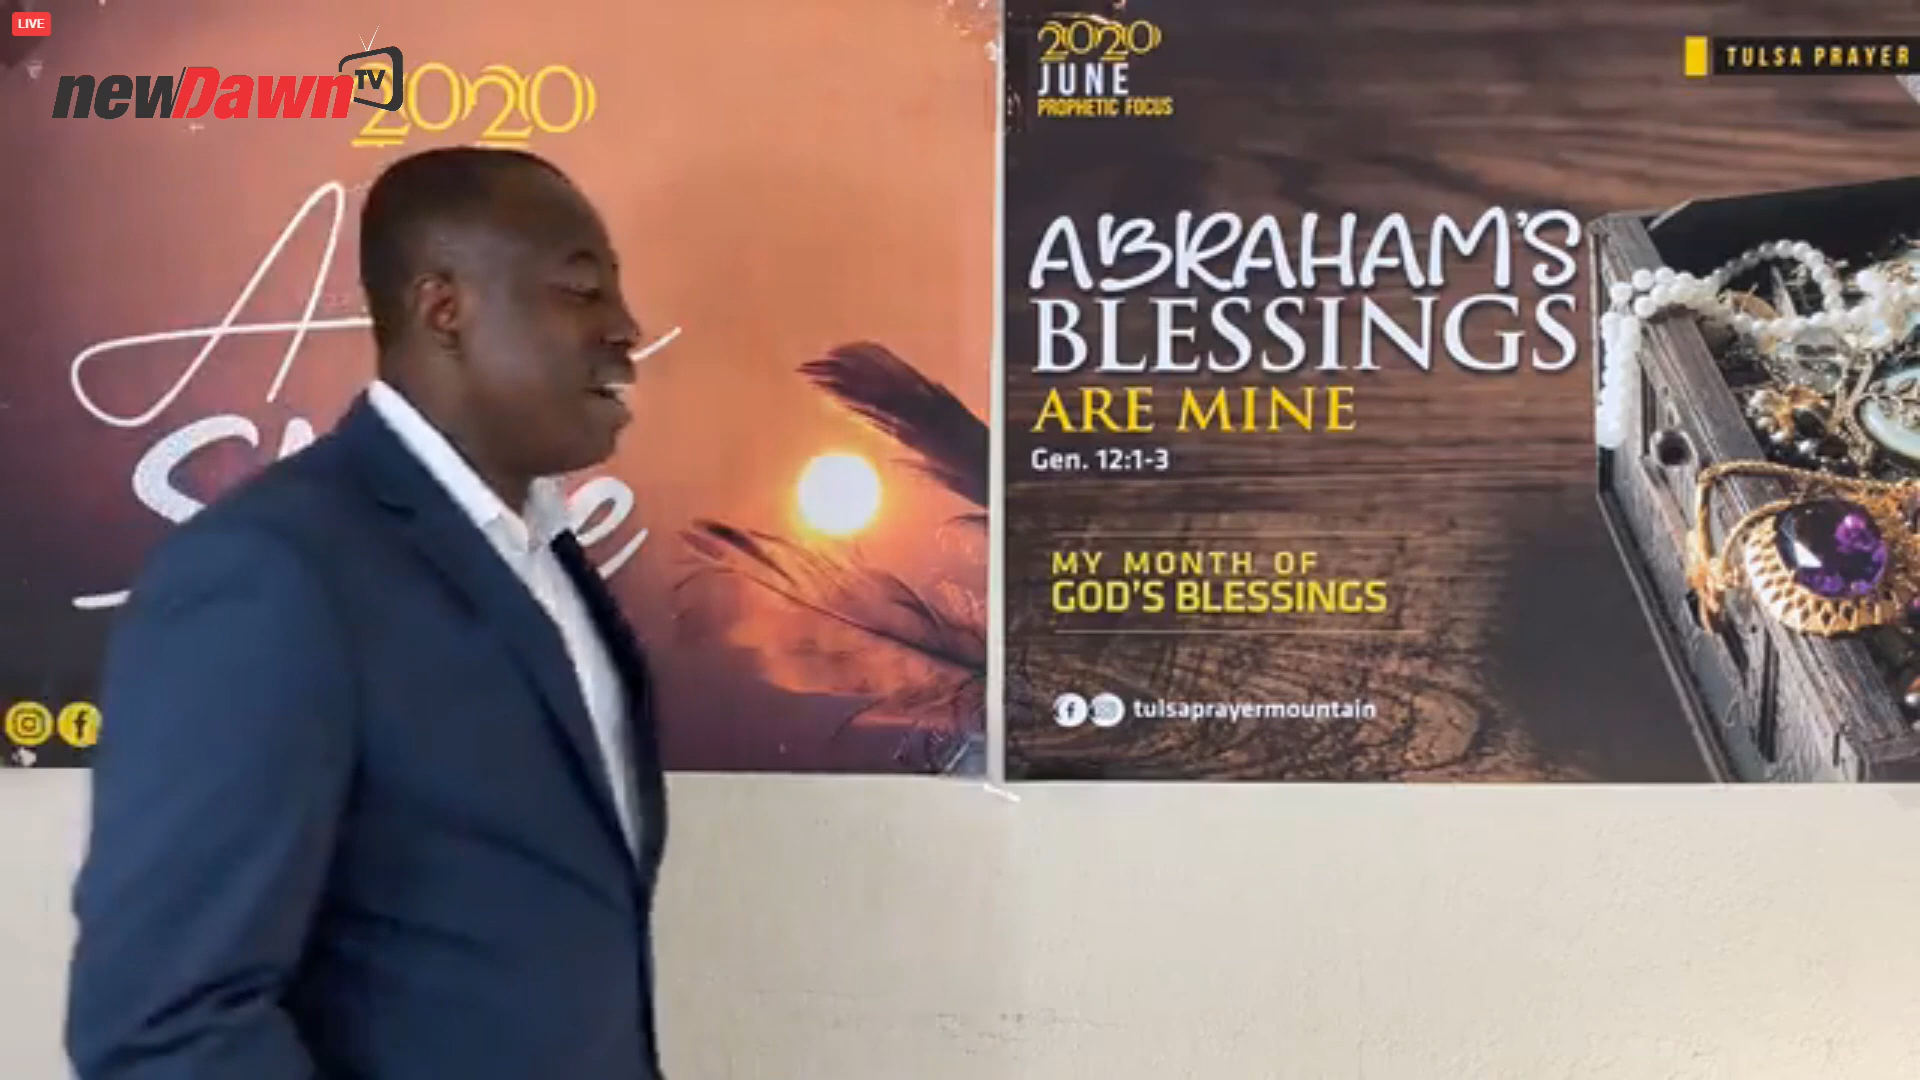 LIVE
newDawn TV
2020
2020
JUNE
PROPHETIC FOCUS
TULSA PRAYER
ABRAHAM'S
BLESSINGS
ARE MINE
Gen. 12:1-3
MY MONTH OF
GOD'S BLESSINGS
tulsaprayermountain